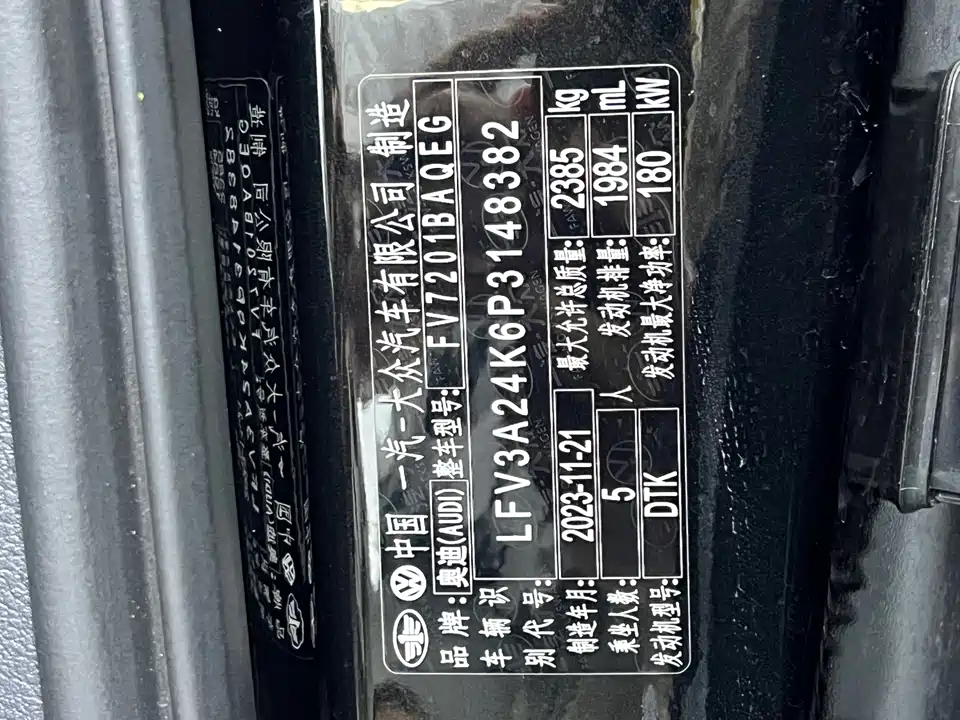 中国 一汽-大众汽车有限公司 制造
品牌: 奥迪(AUDI) 整车型号: FV7201BAQEG
车辆识别代号: LFV3A24K6P3148382
制造年月: 2023-11-21 最大允许总质量: 2385 kg
乘坐人数: 5 人 发动机排量: 1984 mL
发动机型号: DTK 发动机最大净功率: 180 kW